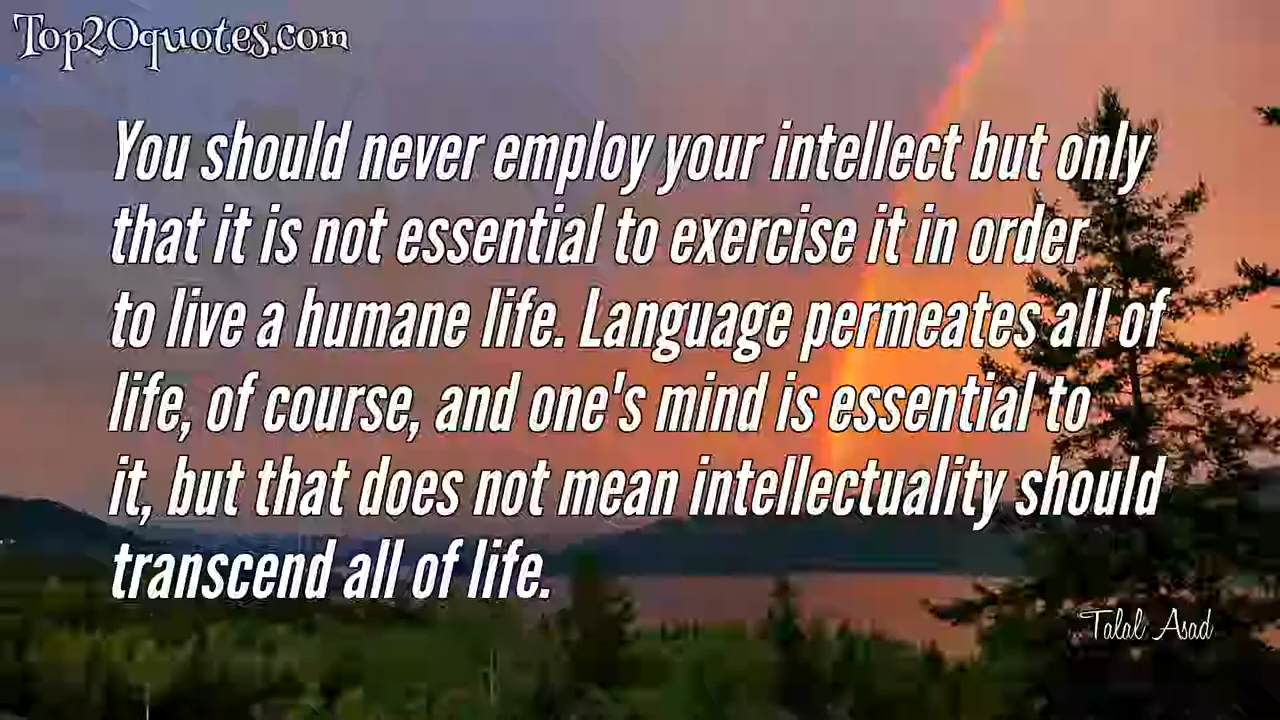 Top20quotes.com
You should never employ your intellect but only
that it is not essential to exercise it in order
to live a humane life. Language permeates all of
life, of course, and one's mind is essential to
it, but that does not mean intellectuality should
transcend all of life.
Talal Asad